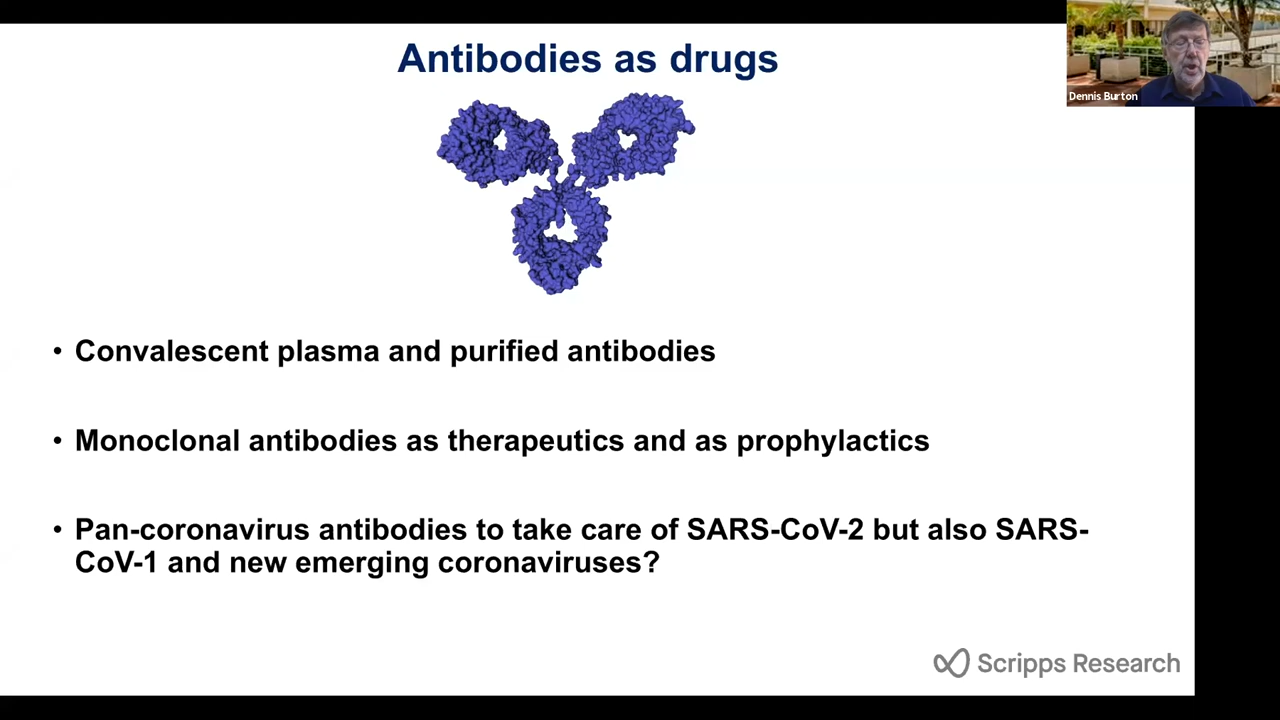 Antibodies as drugs
Dennis Burton
• Convalescent plasma and purified antibodies
• Monoclonal antibodies as therapeutics and as prophylactics
• Pan-coronavirus antibodies to take care of SARS-CoV-2 but also SARS-
CoV-1 and new emerging coronaviruses?
Scripps Research